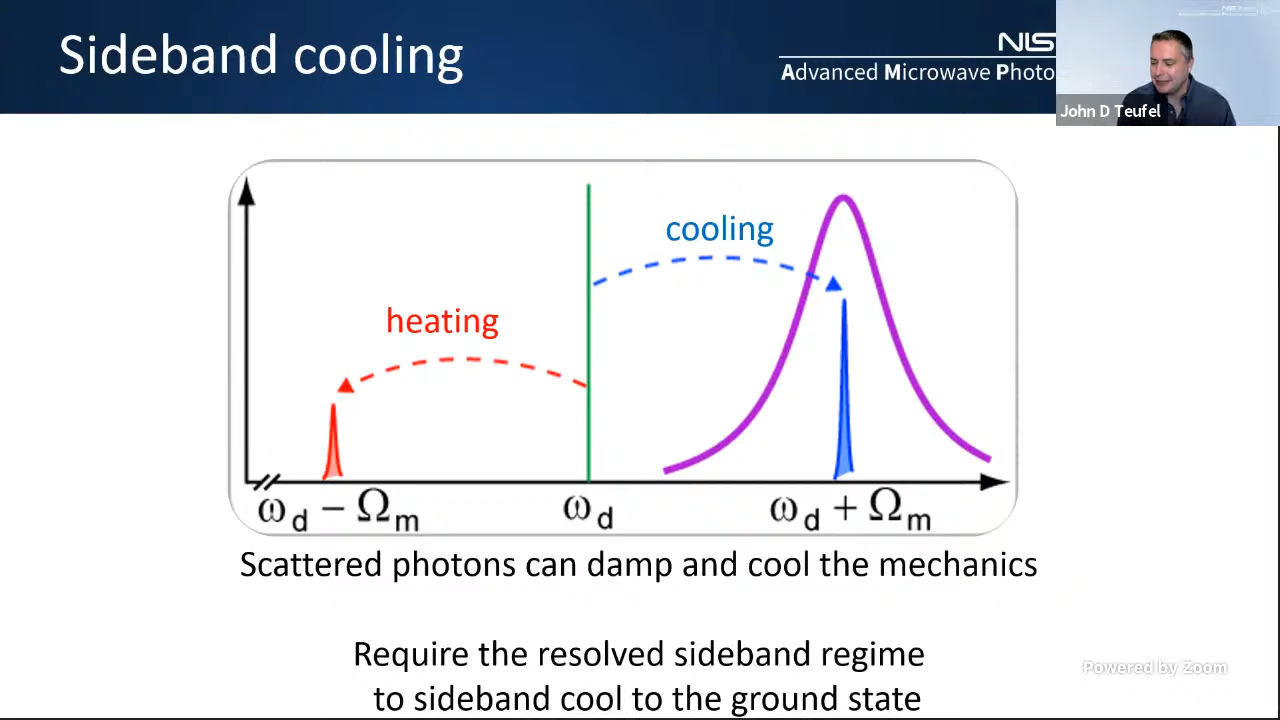 Sideband cooling
NIS
Advanced Microwave Photo
John D Teufel
cooling
heating
ω_d − Ω_m
ω_d
ω_d + Ω_m
Scattered photons can damp and cool the mechanics
Require the resolved sideband regime
to sideband cool to the ground state
Powered by Zoom